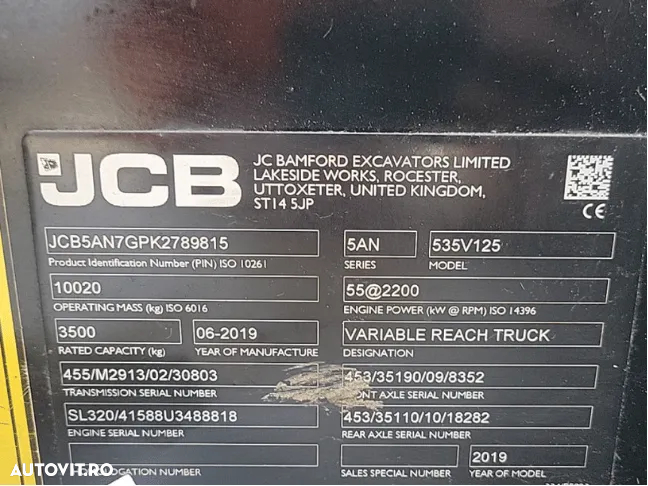 JCB
JC BAMFORD EXCAVATORS LIMITED
LAKESIDE WORKS, ROCESTER,
UTTOXETER, UNITED KINGDOM,
ST14 5JP
CE
JCB5AN7GPK2789815
Product Identification Number (PIN) ISO 10261
5AN
SERIES
535V125
MODEL
10020
OPERATING MASS (kg) ISO 6016
55@2200
ENGINE POWER (kW @ RPM) ISO 14396
3500
RATED CAPACITY (kg)
06-2019
YEAR OF MANUFACTURE
VARIABLE REACH TRUCK
DESIGNATION
455/M2913/02/30803
TRANSMISSION SERIAL NUMBER
453/35190/09/8352
AXLE SERIAL NUMBER
SL320/41588U3488818
ENGINE SERIAL NUMBER
453/35110/10/18282
REAR AXLE SERIAL NUMBER
NUMBER
SALES SPECIAL NUMBER
2019
YEAR OF MODEL
AUTOVIT.RO